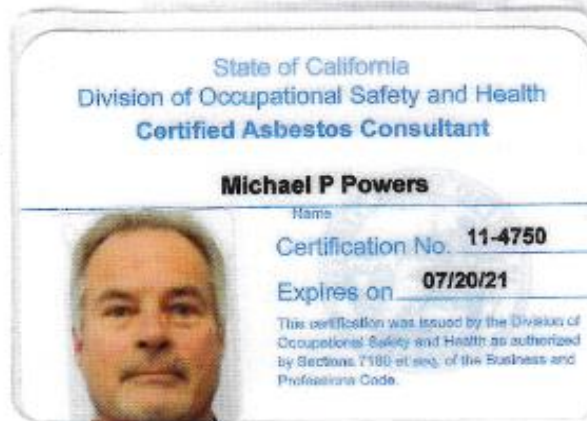 State of California
Division of Occupational Safety and Health
Certified Asbestos Consultant
Michael P Powers
Name
Certification No. 11-4750
Expires on 07/20/21
This certification was issued by the Division of
Occupational Safety and Health as authorized
by Sections 7180 et seq. of the Business and
Professions Code.